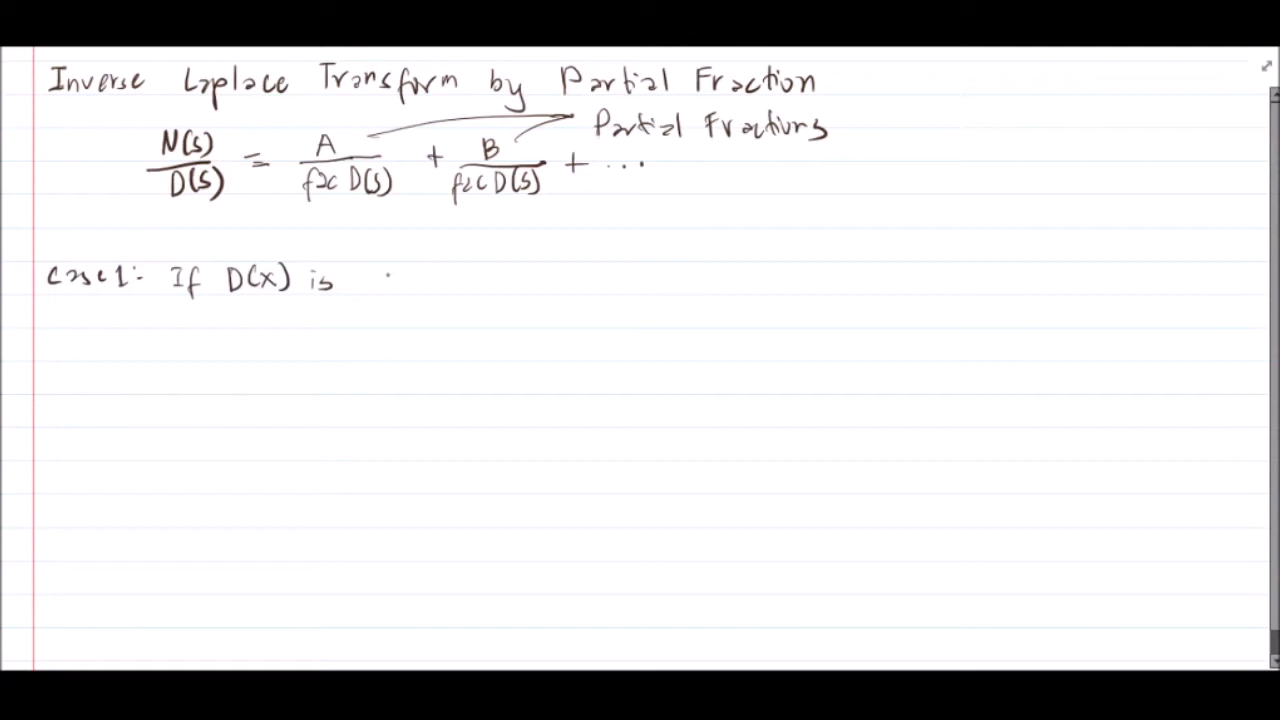 Inverse Laplace Transform by Partial Fraction
Partial Fractions
N(s)/D(s) = A/fac D(s) + B/fac D(s) + ...
Case 1:- If D(x) is